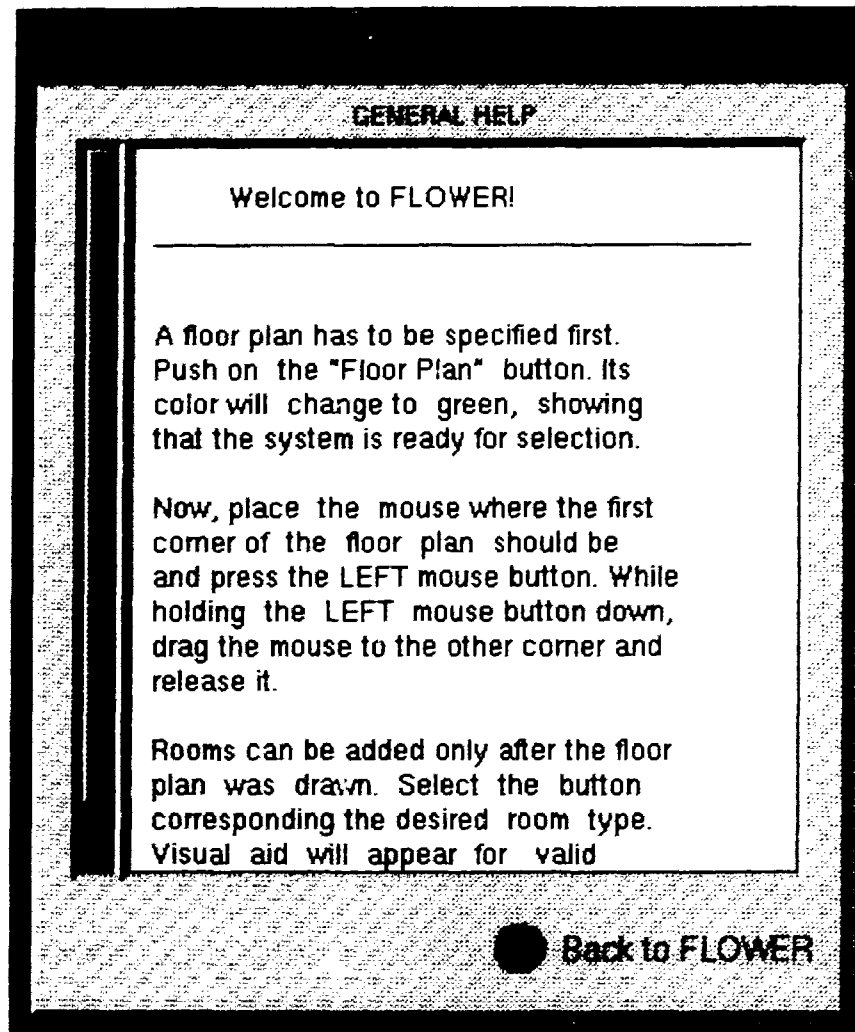 GENERAL HELP
Welcome to FLOWER!
A floor plan has to be specified first.
Push on the "Floor Plan" button. Its
color will change to green, showing
that the system is ready for selection.
Now, place the mouse where the first
corner of the floor plan should be
and press the LEFT mouse button. While
holding the LEFT mouse button down,
drag the mouse to the other corner and
release it.
Rooms can be added only after the floor
plan was drawn. Select the button
corresponding the desired room type.
Visual aid will appear for valid
Back to FLOWER